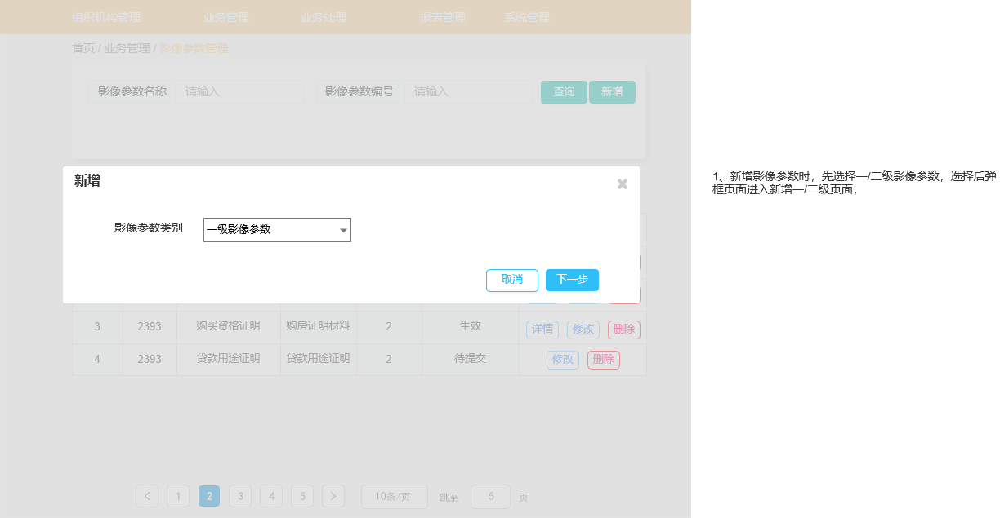 组织机构管理 业务管理 业务处理 报表管理 系统管理
首页 / 业务管理 / 影像参数管理
影像参数名称 请输入 影像参数编号 请输入 查询 新增
新增
1、新增影像参数时，先选择一/二级影像参数，选择后弹
框页面进入新增一/二级页面，
影像参数类别 一级影像参数
取消 下一步
3 2393 购买资格证明 购房证明材料 2 生效 详情 修改 删除
4 2393 贷款用途证明 贷款用途证明 2 待提交 修改 删除
1 2 3 4 5 10条/页 跳至 5 页